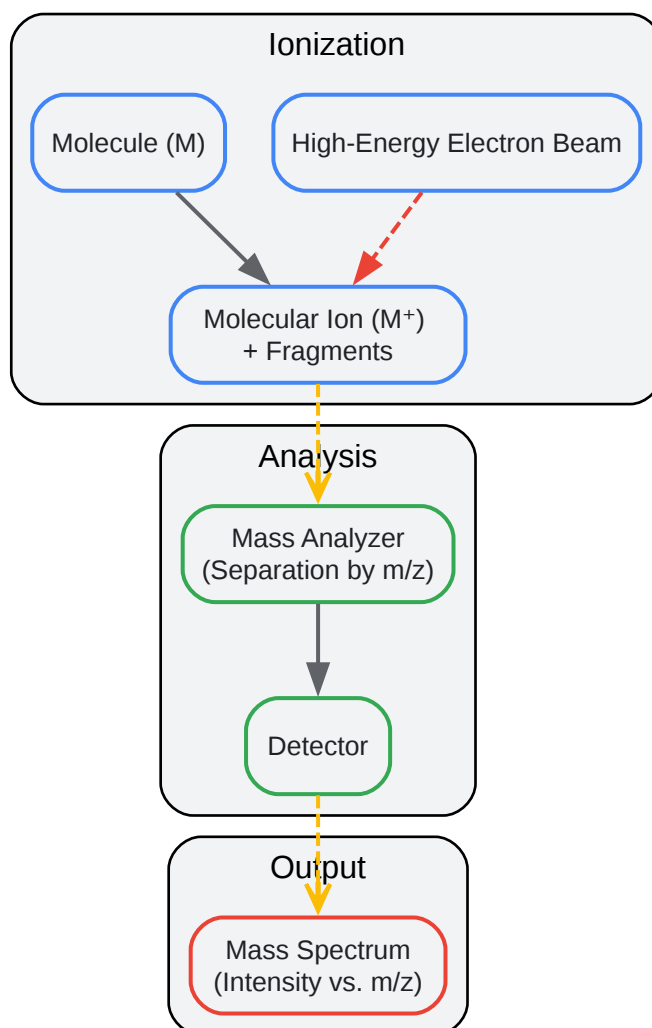 Ionization
Molecule (M)
High-Energy Electron Beam
Molecular Ion (M⁺)
+ Fragments
Analysis
Mass Analyzer
(Separation by m/z)
Detector
Output
Mass Spectrum
(Intensity vs. m/z)